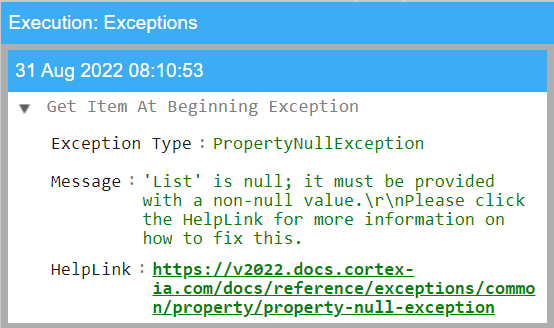 Execution: Exceptions
31 Aug 2022 08:10:53
Get Item At Beginning Exception
Exception Type : PropertyNullException
Message : 'List' is null; it must be provided
with a non-null value.\r\nPlease click
the HelpLink for more information on
how to fix this.
HelpLink : https://v2022.docs.cortex-
ia.com/docs/reference/exceptions/commo
n/property/property-null-exception